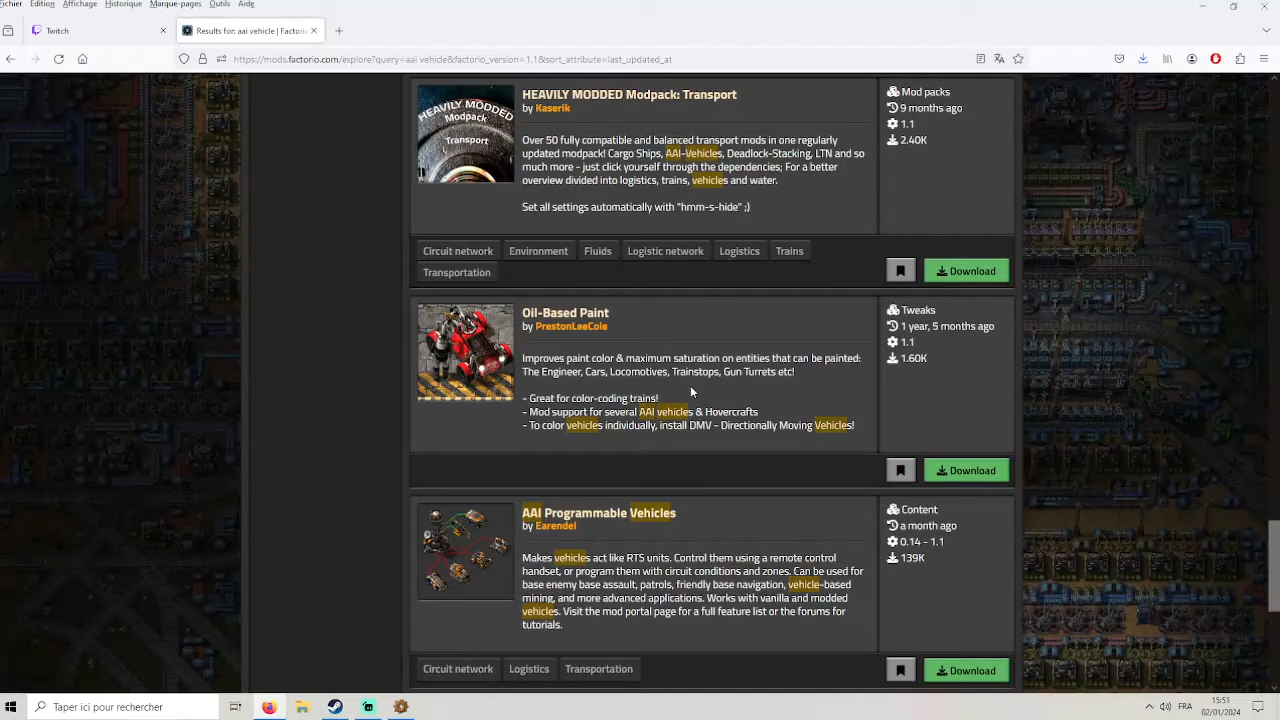 ichier Edition Affichage Historique Marque-pages Outils Aide
Twitch
Results for: aai vehicle | Factorio
https://mods.factorio.com/explore?query=aai vehicle&factorio_version=1.1&sort_attribute=last_updated_at
HEAVILY MODDED
Modpack
Transport
HEAVILY MODDED Modpack: Transport
by Kaserik
Over 50 fully compatible and balanced transport mods in one regularly
updated modpack! Cargo Ships, AAI-Vehicles, Deadlock-Stacking, LTN and so
much more - just click yourself through the dependencies; For a better
overview divided into logistics, trains, vehicles and water.
Set all settings automatically with "hmm-s-hide" ;)
Mod packs
9 months ago
1.1
2.40K
Circuit network Environment Fluids Logistic network Logistics Trains
Transportation
Download
Oil-Based Paint
by PrestonLeeCole
Improves paint color & maximum saturation on entities that can be painted:
The Engineer, Cars, Locomotives, Trainstops, Gun Turrets etc!
- Great for color-coding trains!
- Mod support for several AAI vehicles & Hovercrafts
- To color vehicles individually, install DMV - Directionally Moving Vehicles!
Tweaks
1 year, 5 months ago
1.1
1.60K
Download
AAI Programmable Vehicles
by Earendel
Makes vehicles act like RTS units. Control them using a remote control
handset, or program them with circuit conditions and zones. Can be used for
base enemy base assault, patrols, friendly base navigation, vehicle-based
mining, and more advanced applications. Works with vanilla and modded
vehicles. Visit the mod portal page for a full feature list or the forums for
tutorials.
Content
a month ago
0.14 - 1.1
139K
Circuit network Logistics Transportation
Download
Taper ici pour rechercher
FRA
15:51
02/01/2024